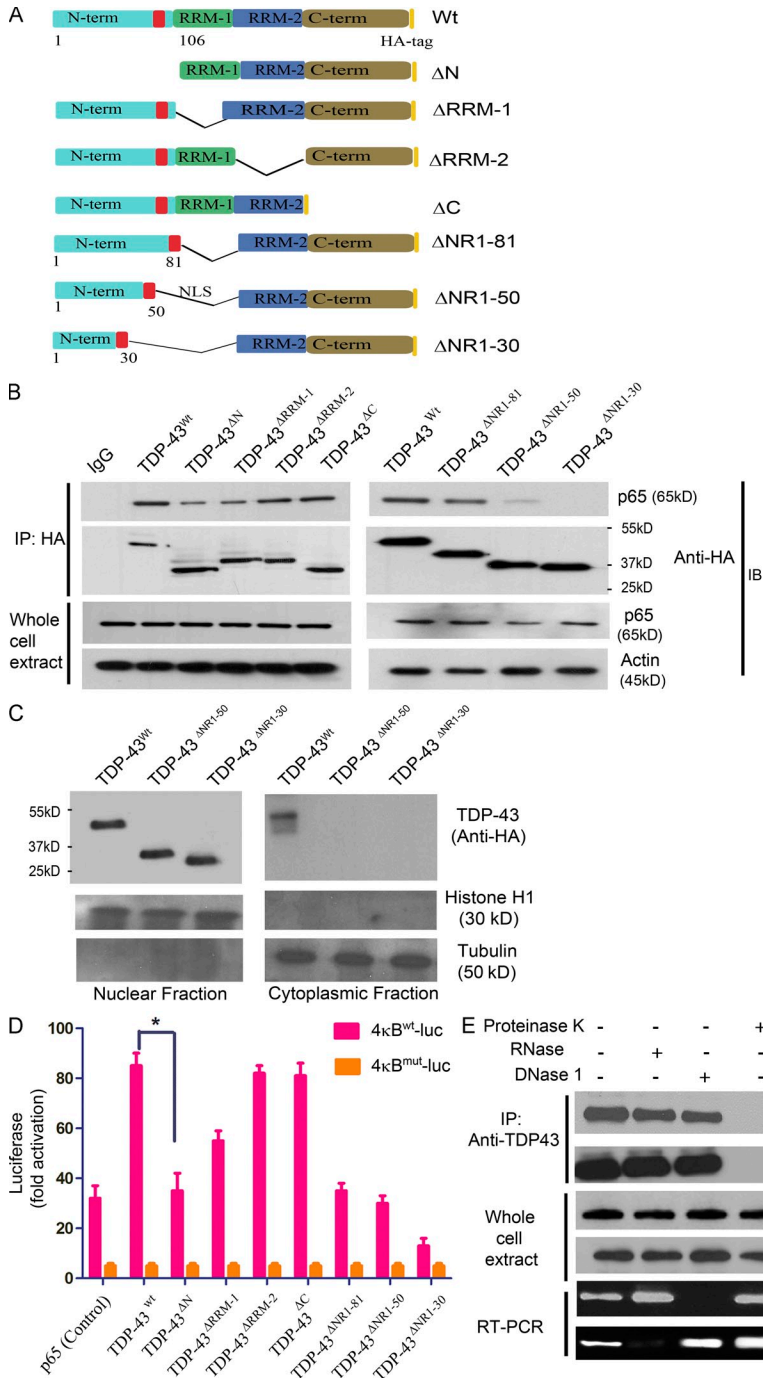 A
N-term RRM-1 RRM-2 C-term Wt
1 106 HA-tag
RRM-1 RRM-2 C-term ΔN
N-term RRM-2 C-term ΔRRM-1
N-term RRM-1 C-term ΔRRM-2
N-term RRM-1 RRM-2 ΔC
N-term RRM-2 C-term ΔNR1-81
1 81
N-term NLS RRM-2 C-term ΔNR1-50
1 50
N-term RRM-2 C-term ΔNR1-30
1 30
B
IgG TDP-43Wt TDP-43ΔN TDP-43ΔRRM-1 TDP-43ΔRRM-2 TDP-43ΔC TDP-43Wt TDP-43ΔNR1-81 TDP-43ΔNR1-50 TDP-43ΔNR1-30
IP: HA
p65 (65kD)
55kD
37kD
25kD
Anti-HA
IB
Whole
cell
extract
p65
(65kD)
Actin
(45kD)
C
TDP-43Wt TDP-43ΔNR1-50 TDP-43ΔNR1-30 TDP-43Wt TDP-43ΔNR1-50 TDP-43ΔNR1-30
55kD
37kD
25kD
TDP-43
(Anti-HA)
Histone H1
(30 kD)
Tubulin
(50 kD)
Nuclear Fraction Cytoplasmic Fraction
D
Luciferase
(fold activation)
100
80
60
40
20
0
*
4κBwt-luc
4κBmut-luc
p65 (Control) TDP-43 wt TDP-43 ΔN TDP-43 ΔRRM-1 TDP-43 ΔRRM-2 TDP-43 ΔC TDP-43 ΔNR1-81 TDP-43 ΔNR1-50 TDP-43 ΔNR1-30
E
Proteinase K - - - +
RNase - + - -
DNase 1 - - + -
IP:
Anti-TDP43
Whole
cell
extract
RT-PCR